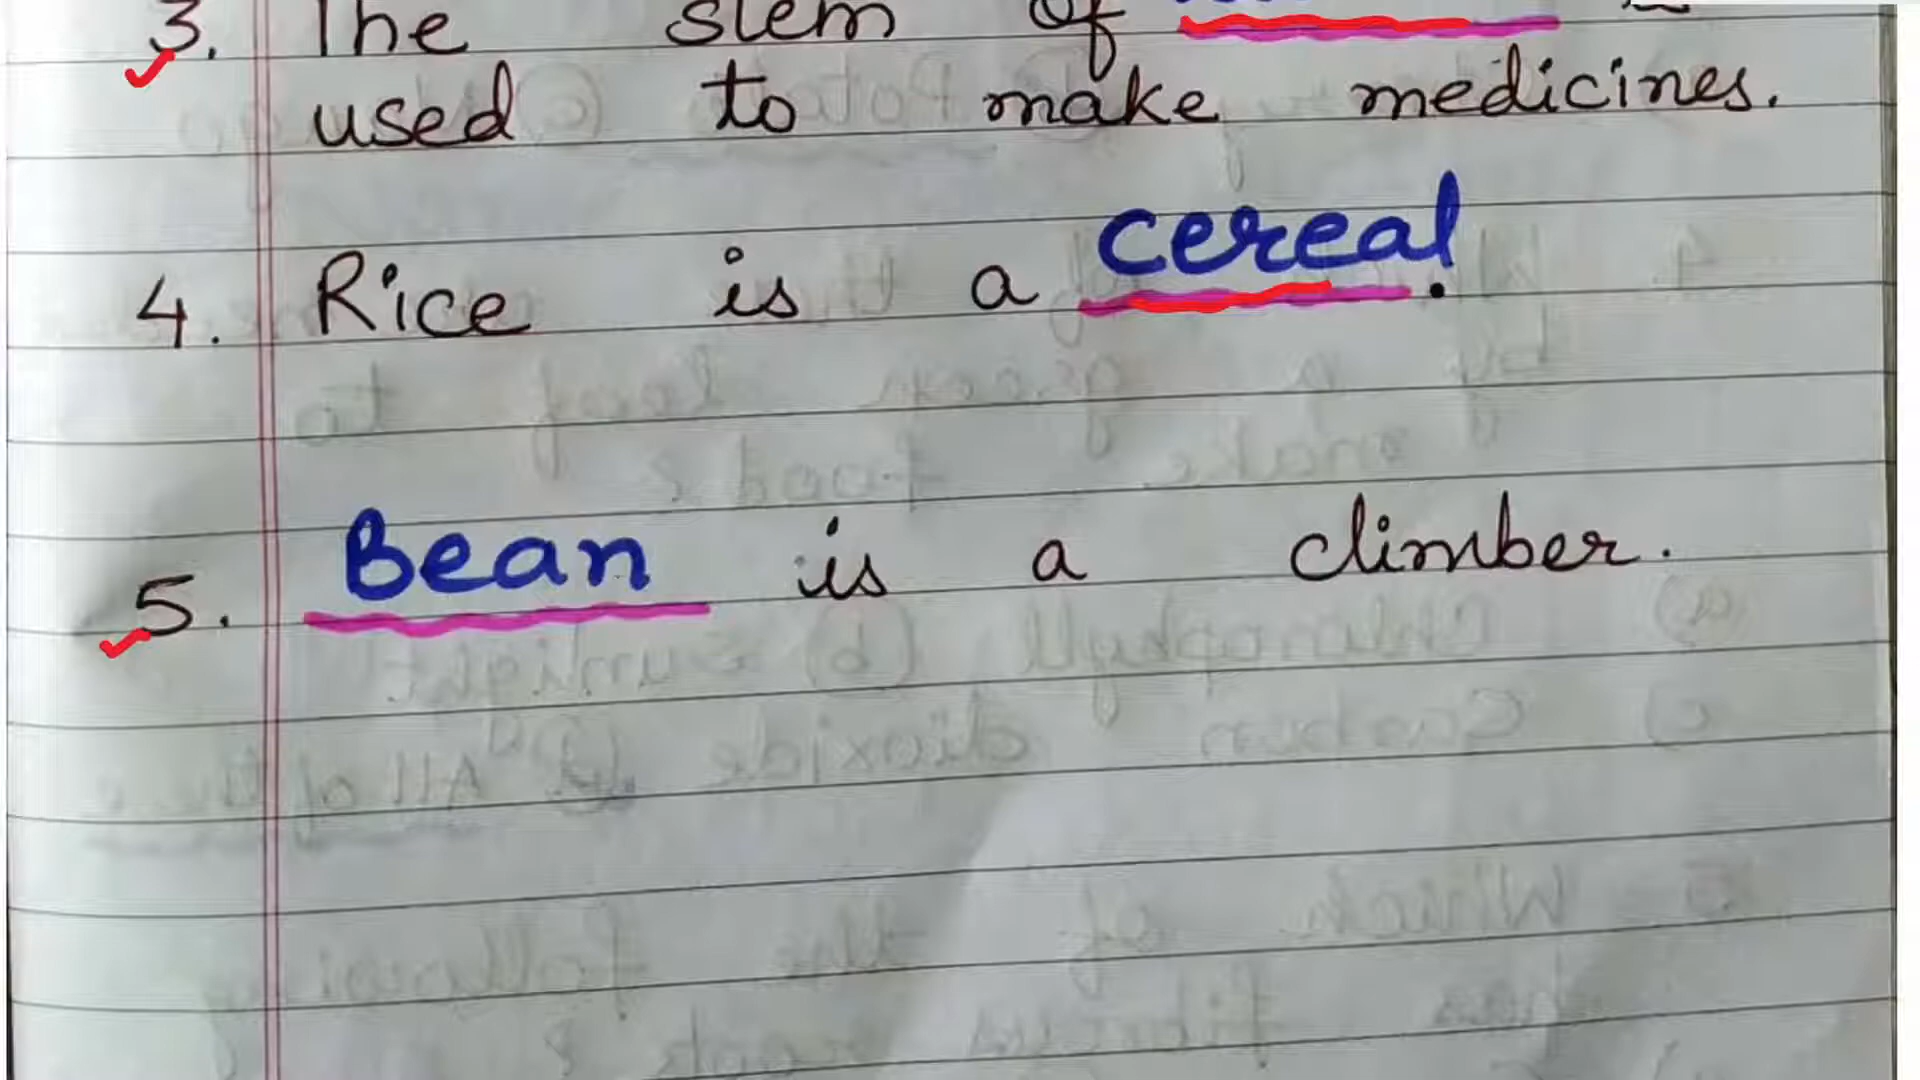 3. The stem of
used to make medicines.
4. Rice is a cereal.
5. Bean is a climber.